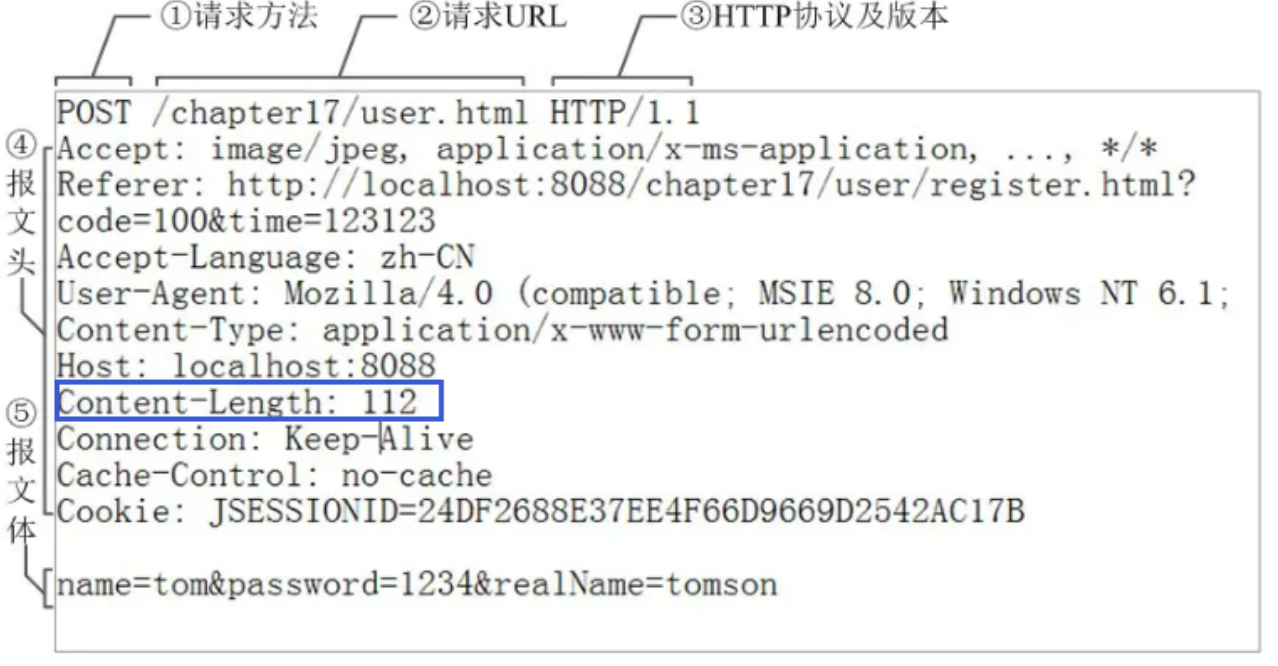 ①请求方法 ②请求URL ③HTTP协议及版本
POST /chapter17/user.html HTTP/1.1
④报文头
Accept: image/jpeg, application/x-ms-application, ..., */*
Referer: http://localhost:8088/chapter17/user/register.html?
code=100&time=123123
Accept-Language: zh-CN
User-Agent: Mozilla/4.0 (compatible; MSIE 8.0; Windows NT 6.1;
Content-Type: application/x-www-form-urlencoded
Host: localhost:8088
Content-Length: 112
Connection: Keep-Alive
Cache-Control: no-cache
Cookie: JSESSIONID=24DF2688E37EE4F66D9669D2542AC17B
⑤报文体
name=tom&password=1234&realName=tomson